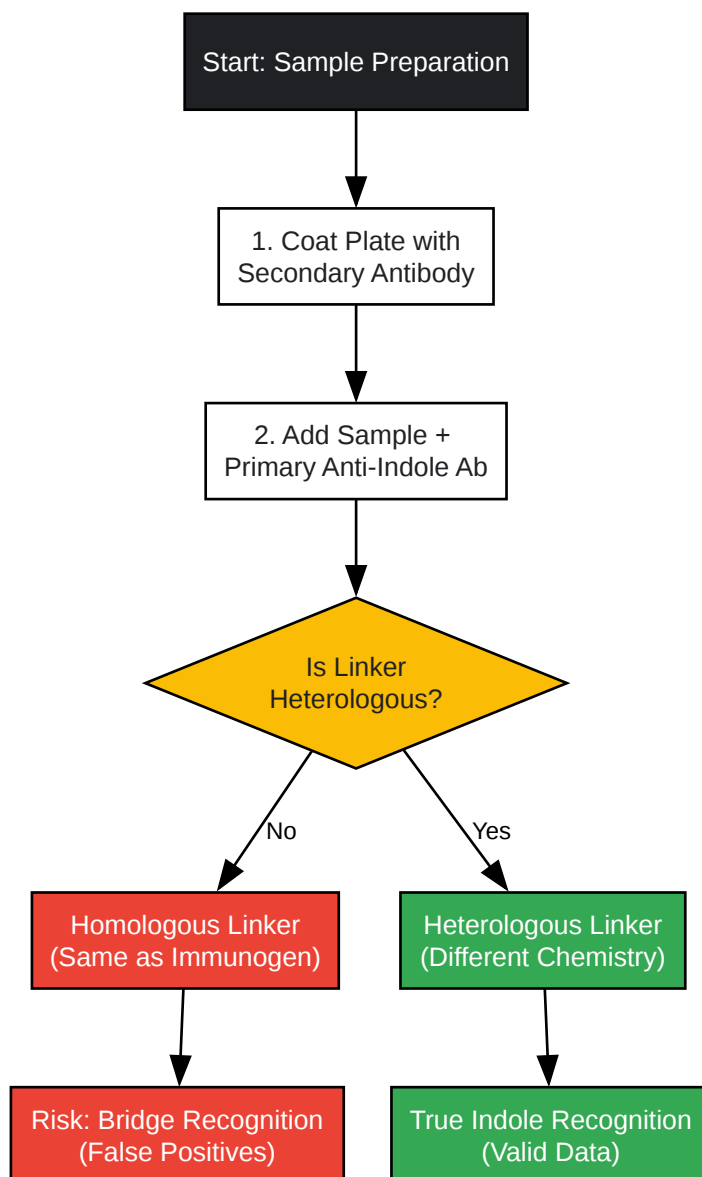 Start: Sample Preparation
1. Coat Plate with
Secondary Antibody
2. Add Sample +
Primary Anti-Indole Ab
Is Linker
Heterologous?
No
Yes
Homologous Linker
(Same as Immunogen)
Heterologous Linker
(Different Chemistry)
Risk: Bridge Recognition
(False Positives)
True Indole Recognition
(Valid Data)